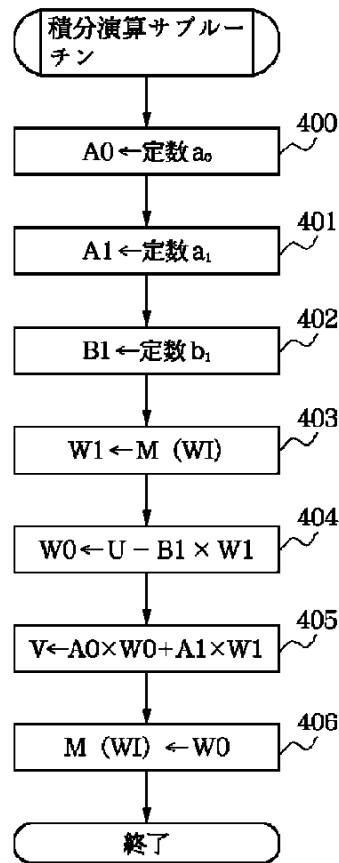 積分演算サブルー
チン
400
A0←定数a₀
401
A1←定数a₁
402
B1←定数b₁
403
W1←M (WI)
404
W0←U－B1×W1
405
V←A0×W0+A1×W1
406
M (WI) ←W0
終了